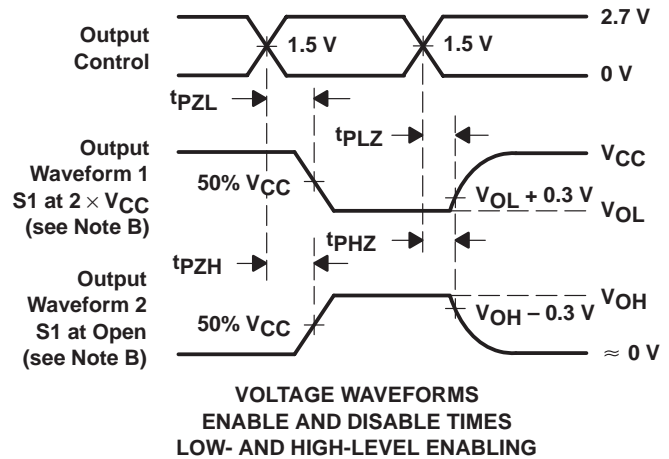 2.7 V
Output
Control
1.5 V
1.5 V
0 V
tPZL
tPLZ
Output
Waveform 1
S1 at 2 × VCC
(see Note B)
50% VCC
VCC
VOL + 0.3 V
VOL
tPZH
tPHZ
Output
Waveform 2
S1 at Open
(see Note B)
50% VCC
VOH
VOH – 0.3 V
≈ 0 V
VOLTAGE WAVEFORMS
ENABLE AND DISABLE TIMES
LOW- AND HIGH-LEVEL ENABLING